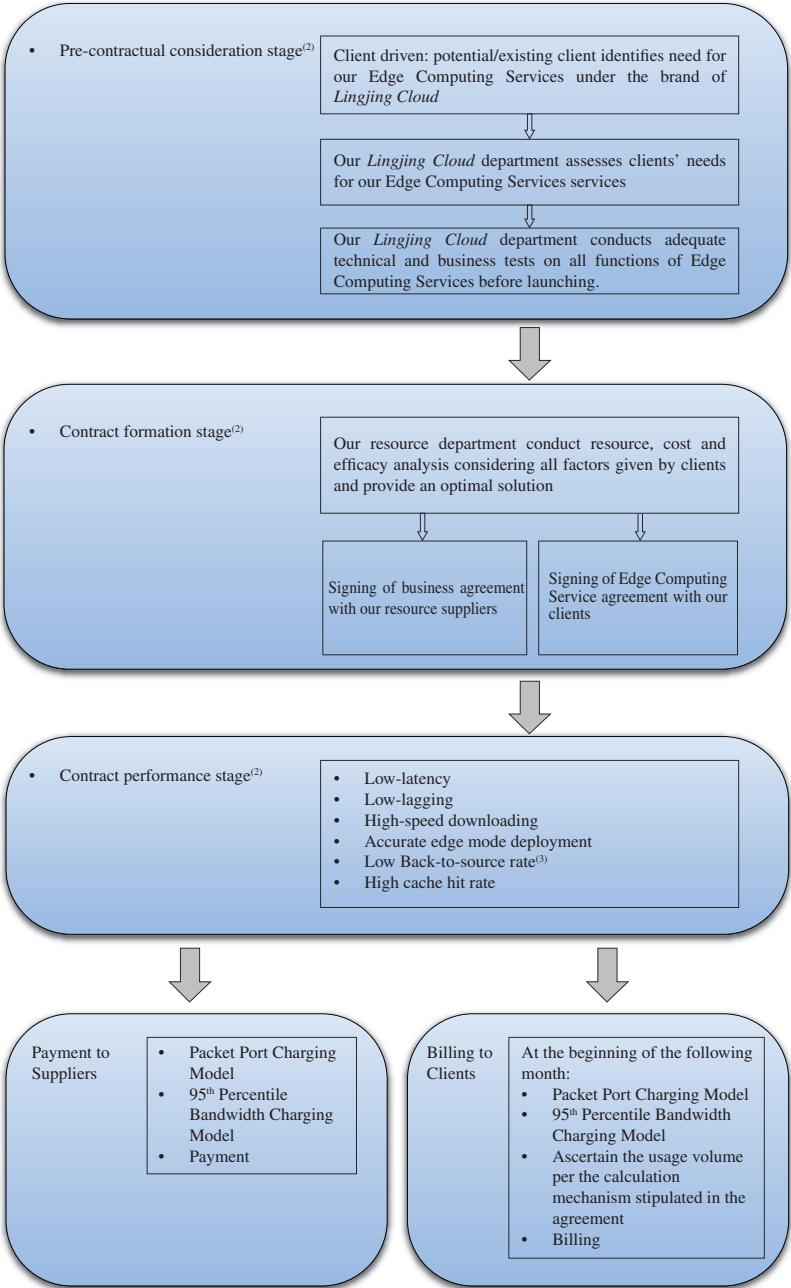 • Pre-contractual consideration stage(2)
Client driven: potential/existing client identifies need for
our Edge Computing Services under the brand of
Lingjing Cloud
Our Lingjing Cloud department assesses clients’ needs
for our Edge Computing Services services
Our Lingjing Cloud department conducts adequate
technical and business tests on all functions of Edge
Computing Services before launching.
• Contract formation stage(2)
Our resource department conduct resource, cost and
efficacy analysis considering all factors given by clients
and provide an optimal solution
Signing of business agreement
with our resource suppliers
Signing of Edge Computing
Service agreement with our
clients
• Contract performance stage(2)
• Low-latency
• Low-lagging
• High-speed downloading
• Accurate edge mode deployment
• Low Back-to-source rate(3)
• High cache hit rate
Payment to
Suppliers
• Packet Port Charging
Model
• 95th Percentile
Bandwidth Charging
Model
• Payment
Billing to
Clients
At the beginning of the following
month:
• Packet Port Charging Model
• 95th Percentile Bandwidth
Charging Model
• Ascertain the usage volume
per the calculation
mechanism stipulated in the
agreement
• Billing